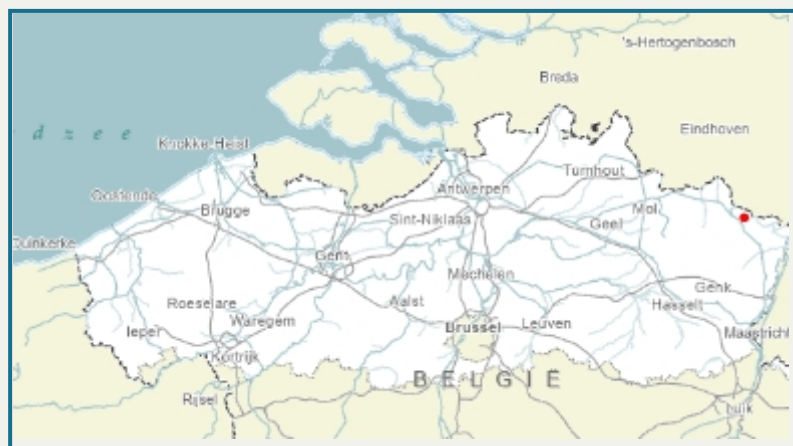 's-Hertogenbosch
Breda
d z e e
Eindhoven
Knokke-Heist
Turnhout
Oostende
Antwerpen
Brugge
Sint-Niklaas
Mol
Geel
Duinkerke
Gent
Mechelen
Genk
Roeselare
Aalst
Hasselt
Ieper
Waregem
Brussel
Leuven
Maastricht
Kortrijk
BELGIË
Rijsel
Luik